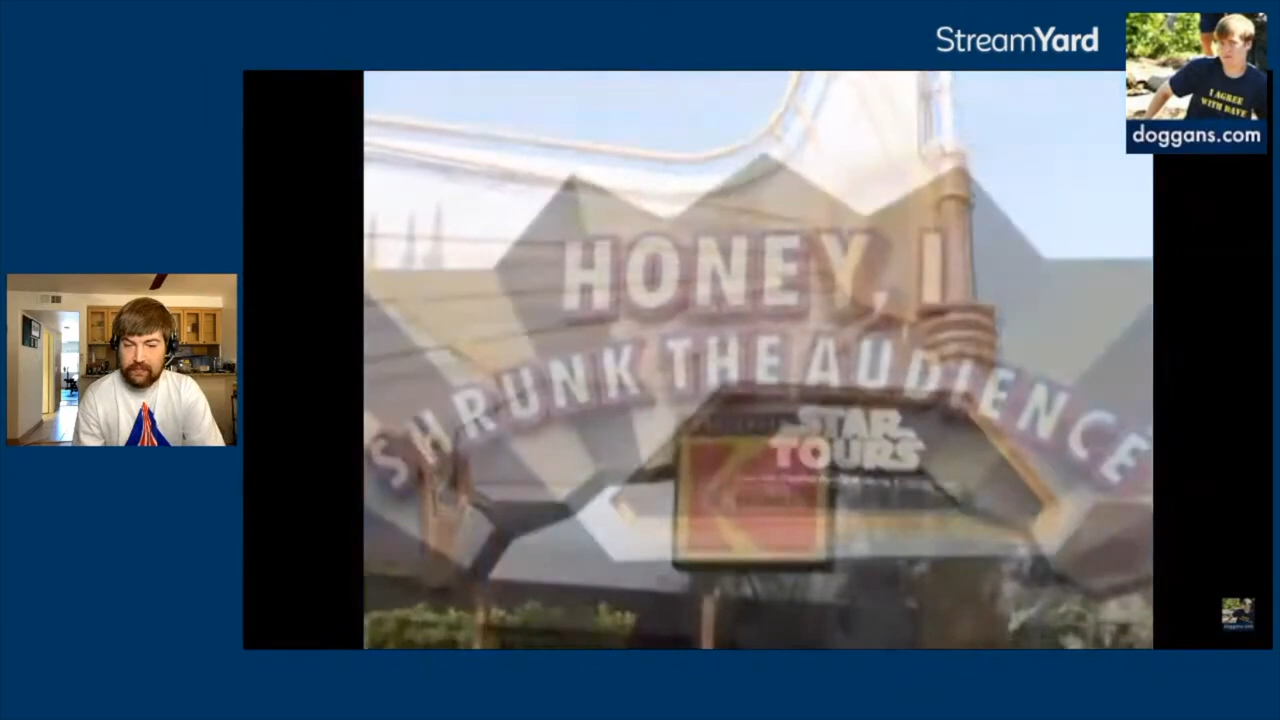 StreamYard
I AGREE
WITH DAVE
doggans.com
HONEY, I
SHRUNK THE AUDIENCE
STAR
TOURS